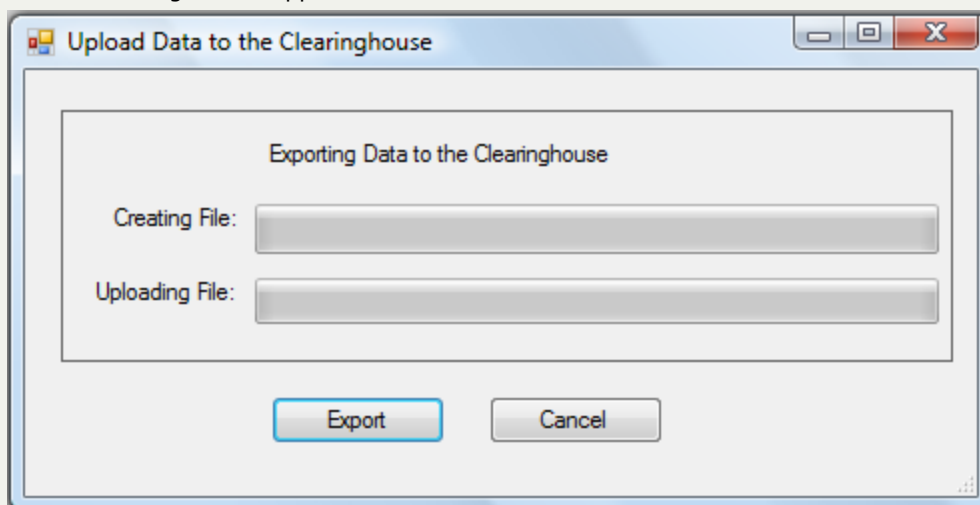 Upload Data to the Clearinghouse
Exporting Data to the Clearinghouse
Creating File:
Uploading File:
Export Cancel